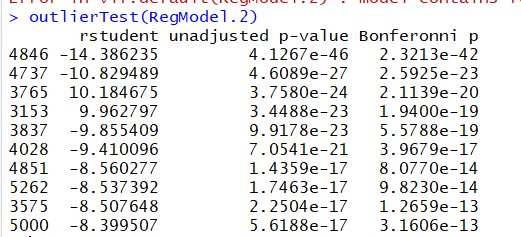 Error in vif.default(RegModel.2) : model contains f
> outlierTest(RegModel.2)
rstudent unadjusted p-value Bonferonni p
4846 -14.386235 4.1267e-46 2.3213e-42
4737 -10.829489 4.6089e-27 2.5925e-23
3765 10.184675 3.7580e-24 2.1139e-20
3153 9.962797 3.4488e-23 1.9400e-19
3837 -9.855409 9.9178e-23 5.5788e-19
4028 -9.410096 7.0541e-21 3.9679e-17
4851 -8.560277 1.4359e-17 8.0770e-14
5262 -8.537392 1.7463e-17 9.8230e-14
3575 -8.507648 2.2504e-17 1.2659e-13
5000 -8.399507 5.6188e-17 3.1606e-13